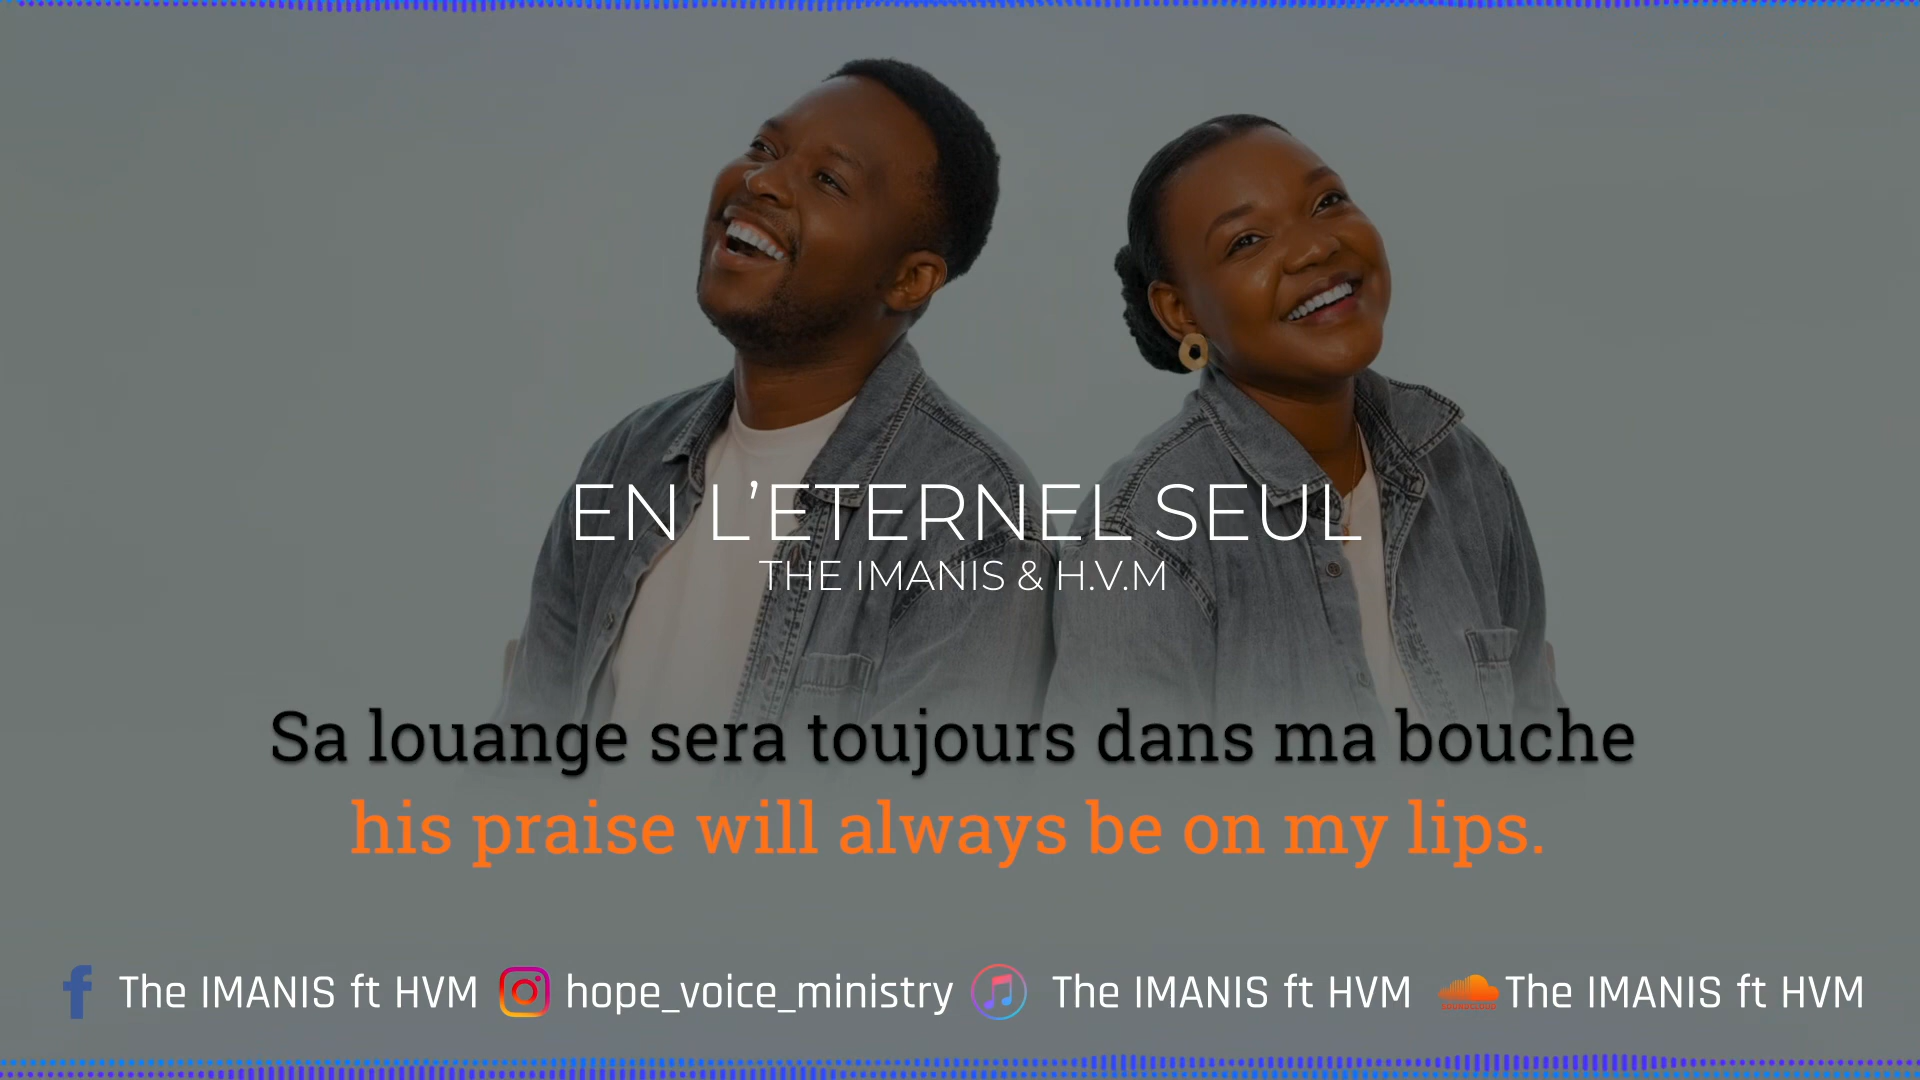 EN L’ETERNEL SEUL
THE IMANIS & H.V.M
Sa louange sera toujours dans ma bouche
his praise will always be on my lips.
The IMANIS ft HVM hope_voice_ministry The IMANIS ft HVM SOUNDCLOUD The IMANIS ft HVM